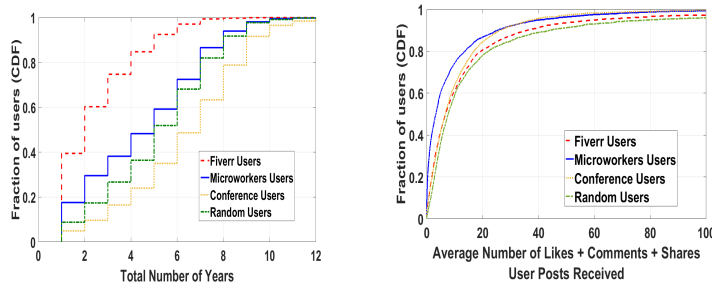 Fraction of users (CDF)
1
0.8
0.6
0.4
0.2
0
0 2 4 6 8 10 12
Total Number of Years
Fiverr Users
Microworkers Users
Conference Users
Random Users
Fraction of users (CDF)
1
0.8
0.6
0.4
0.2
0
0 20 40 60 80 100
Average Number of Likes + Comments + Shares
User Posts Received
Fiverr Users
Microworkers Users
Conference Users
Random Users